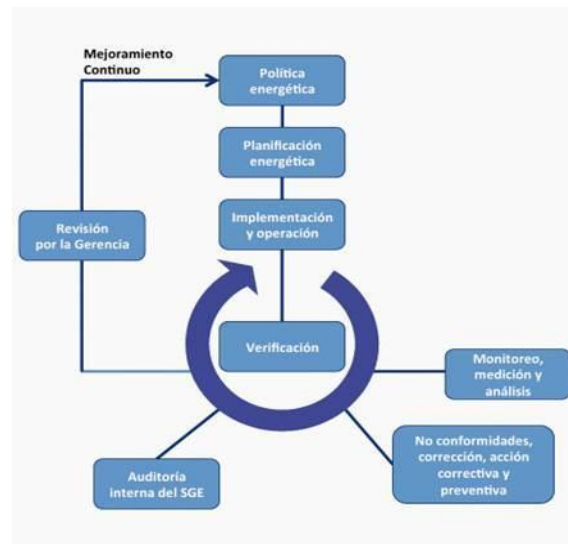 Mejoramiento
Continuo
Política
energética
Planificación
energética
Implementación
y operación
Revisión
por la Gerencia
Verificación
Monitoreo,
medición y
análisis
No conformidades,
corrección, acción
correctiva y
preventiva
Auditoría
interna del SGE